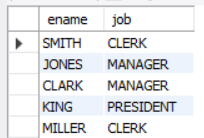 ename job
SMITH CLERK
JONES MANAGER
CLARK MANAGER
KING PRESIDENT
MILLER CLERK